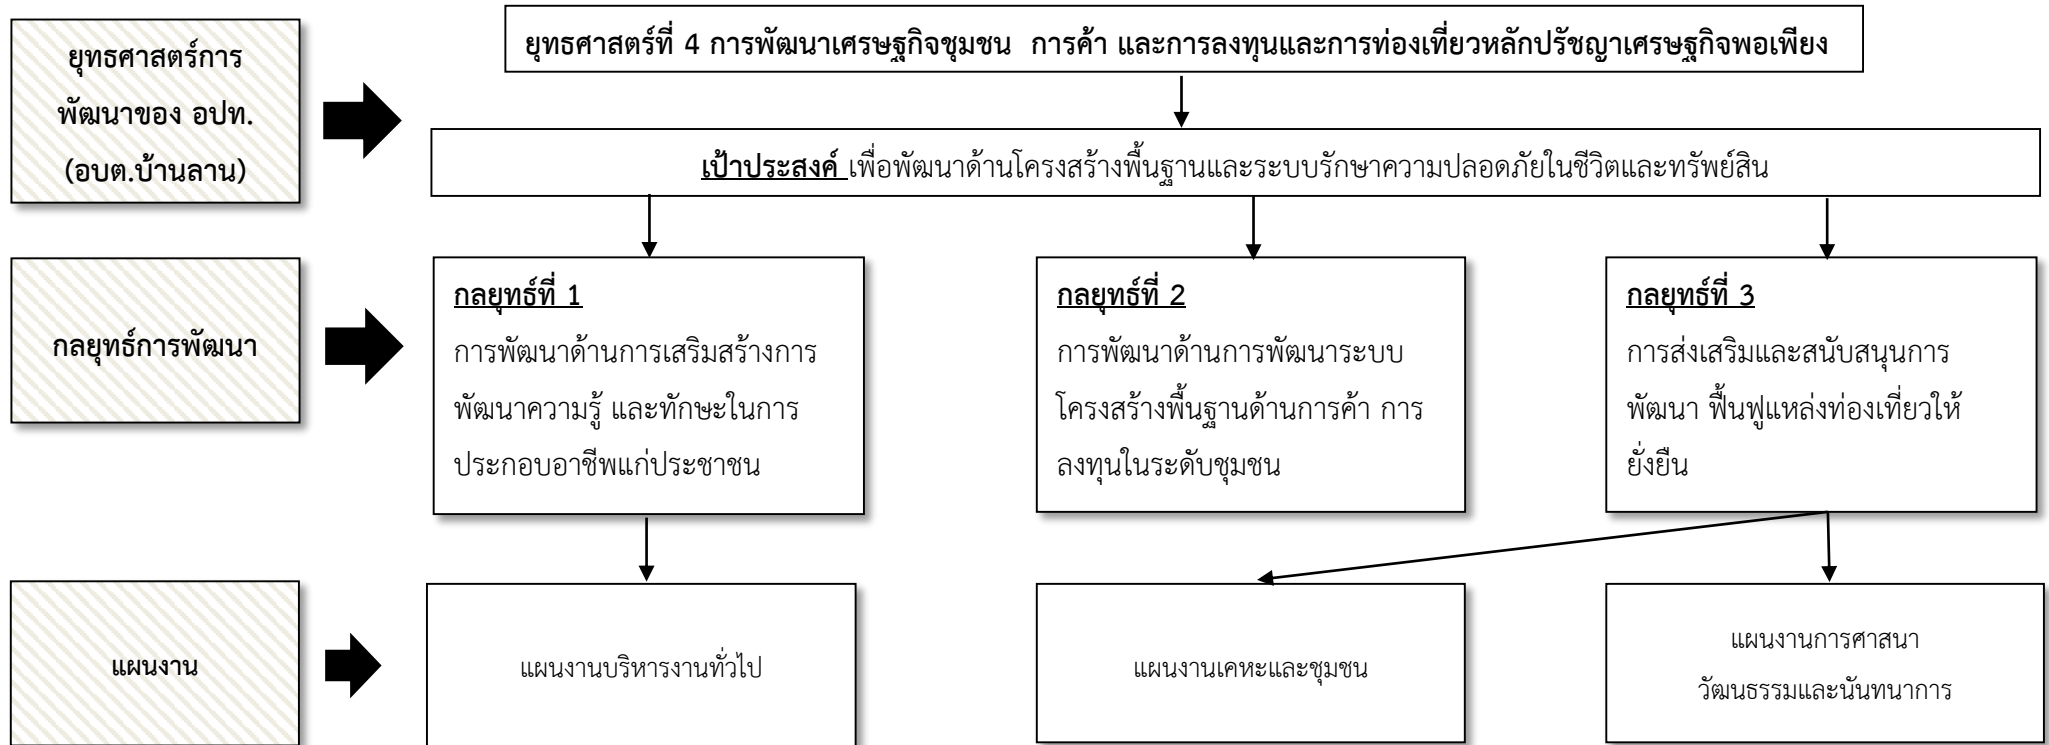 ยุทธศาสตร์การ
พัฒนาของ อปท.
(อบต.บ้านลาน)
ยุทธศาสตร์ที่ 4 การพัฒนาเศรษฐกิจชุมชน การค้า และการลงทุนและการท่องเที่ยวหลักปรัชญาเศรษฐกิจพอเพียง
เป้าประสงค์ เพื่อพัฒนาด้านโครงสร้างพื้นฐานและระบบรักษาความปลอดภัยในชีวิตและทรัพย์สิน
กลยุทธ์การพัฒนา
กลยุทธ์ที่ 1
การพัฒนาด้านการเสริมสร้างการ
พัฒนาความรู้ และทักษะในการ
ประกอบอาชีพแก่ประชาชน
กลยุทธ์ที่ 2
การพัฒนาด้านการพัฒนาระบบ
โครงสร้างพื้นฐานด้านการค้า การ
ลงทุนในระดับชุมชน
กลยุทธ์ที่ 3
การส่งเสริมและสนับสนุนการ
พัฒนา ฟื้นฟูแหล่งท่องเที่ยวให้
ยั่งยืน
แผนงาน
แผนงานบริหารงานทั่วไป
แผนงานเคหะและชุมชน
แผนงานการศาสนา
วัฒนธรรมและนันทนาการ